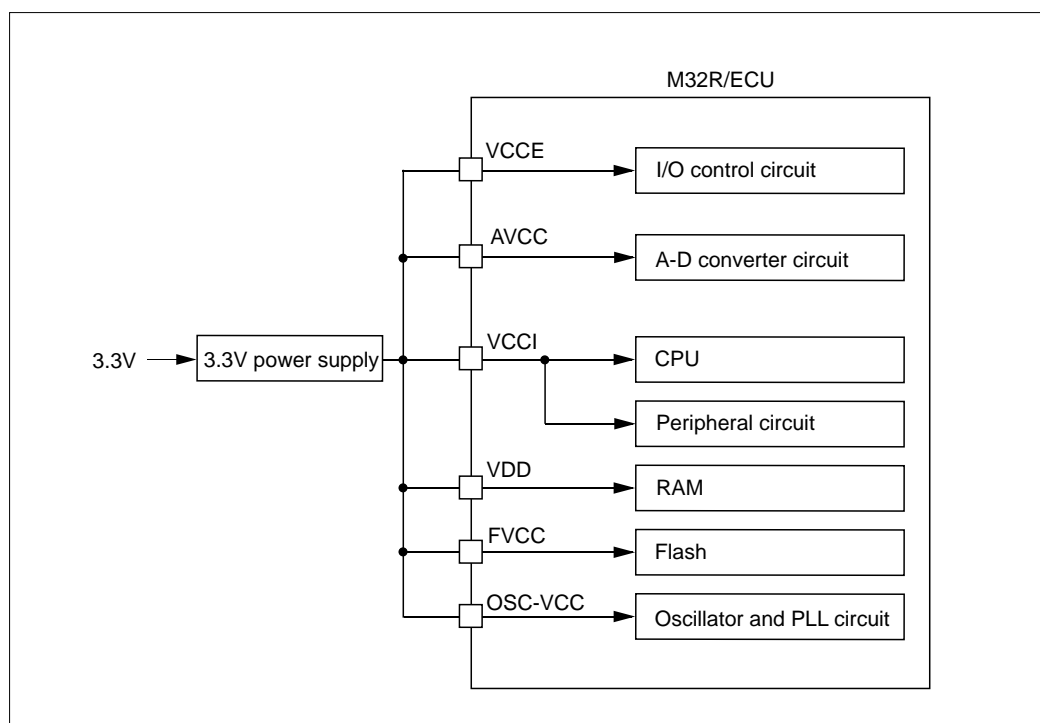 M32R/ECU
VCCE
I/O control circuit
AVCC
A-D converter circuit
3.3V
3.3V power supply
VCCI
CPU
Peripheral circuit
VDD
RAM
FVCC
Flash
OSC-VCC
Oscillator and PLL circuit